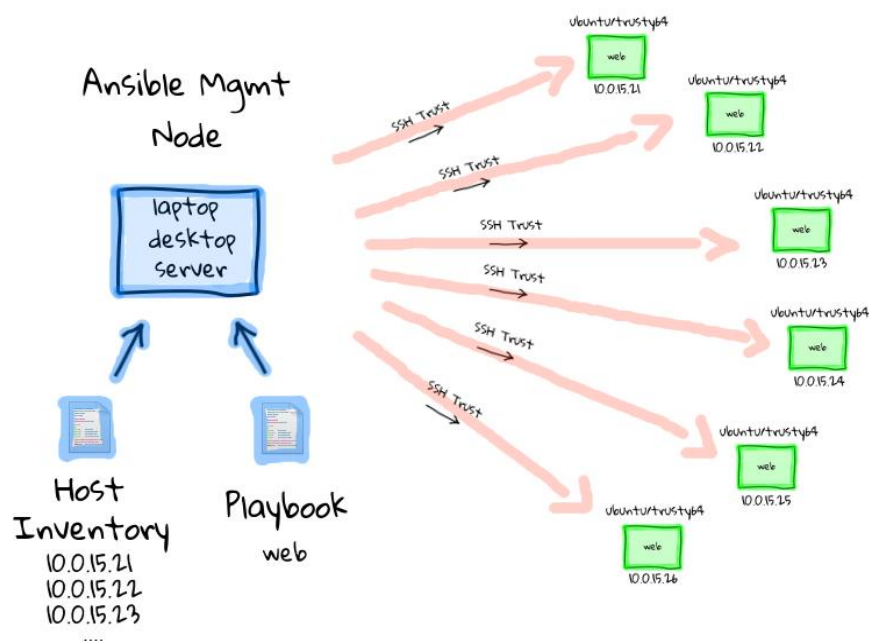 Ansible Mgmt
Node
laptop
desktop
server
Host
Inventory
10.0.15.21
10.0.15.22
10.0.15.23
....
Playbook
web
SSH Trust
SSH Trust
SSH Trust
SSH Trust
SSH Trust
SSH Trust
ubuntu/trusty64
web
10.0.15.21
ubuntu/trusty64
web
10.0.15.22
ubuntu/trusty64
web
10.0.15.23
ubuntu/trusty64
web
10.0.15.24
ubuntu/trusty64
web
10.0.15.25
ubuntu/trusty64
web
10.0.15.26